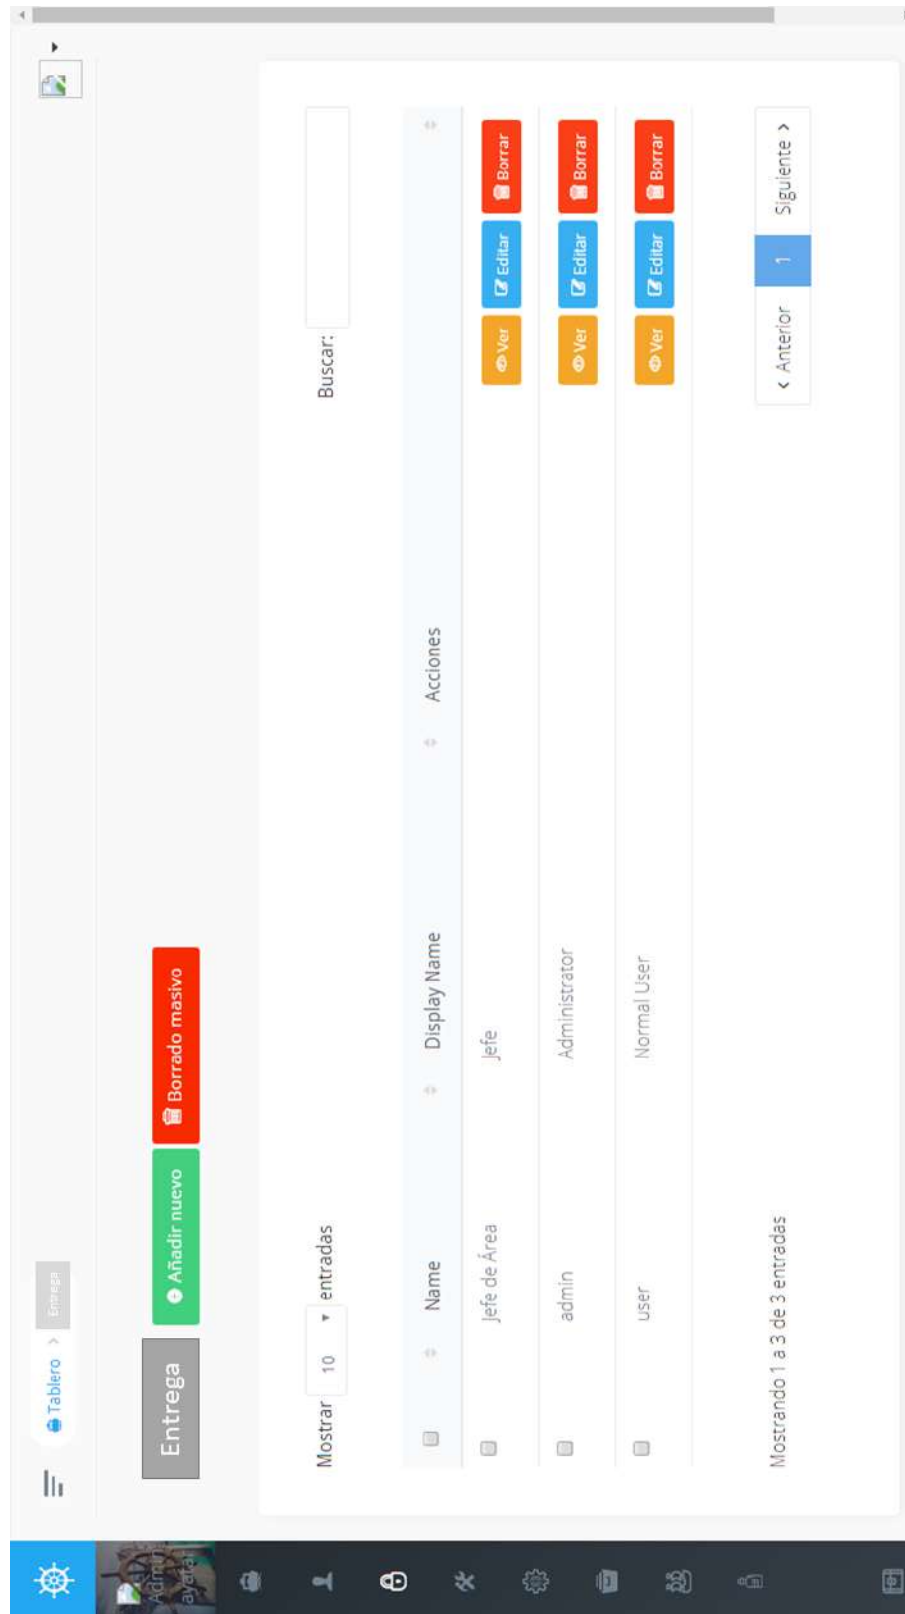 Tablero > Entrega
Admin
avatar
Entrega
Añadir nuevo
Borrado masivo
Mostrar 10 entradas
Buscar:
Name Display Name Acciones
Jefe de Área Jefe Ver Editar Borrar
admin Administrator Ver Editar Borrar
user Normal User Ver Editar Borrar
Mostrando 1 a 3 de 3 entradas
< Anterior 1 Siguiente >